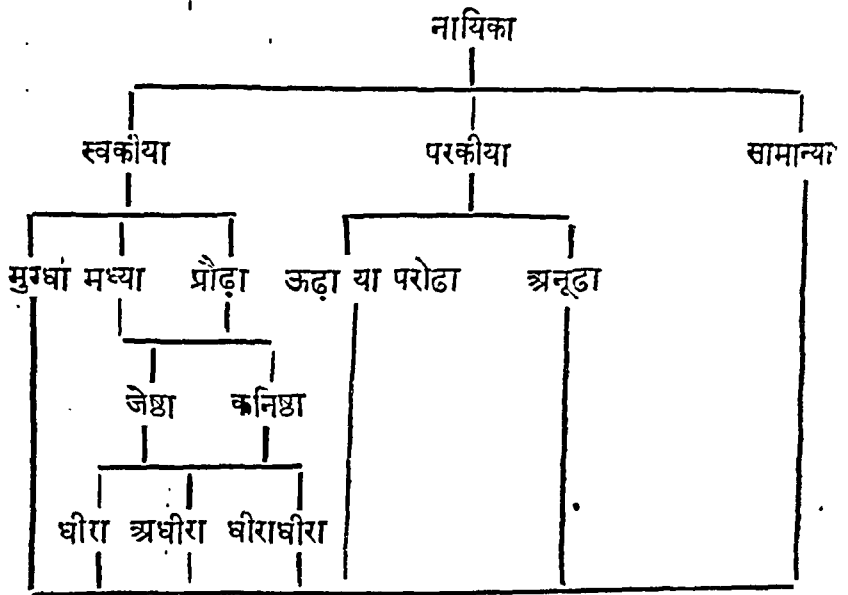 नायिका
स्वकीया परकीया सामान्या
मुग्धा मध्या प्रौढ़ा ऊढ़ा या परोढा अनूढा
जेष्ठा कनिष्ठा
धीरा अधीरा धीराधीरा